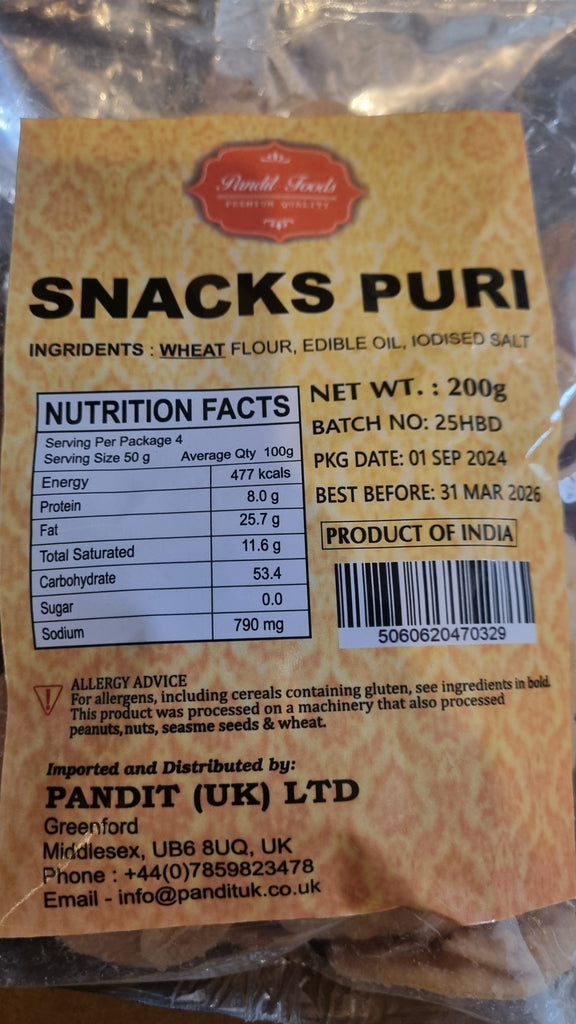 Pandit Foods
PREMIUM QUALITY
SNACKS PURI
INGRIDENTS : WHEAT FLOUR, EDIBLE OIL, IODISED SALT
NUTRITION FACTS
Serving Per Package 4
Serving Size 50 g Average Qty 100g
Energy 477 kcals
Protein 8.0 g
Fat 25.7 g
Total Saturated 11.6 g
Carbohydrate 53.4
Sugar 0.0
Sodium 790 mg
NET WT. : 200g
BATCH NO: 25HBD
PKG DATE: 01 SEP 2024
BEST BEFORE: 31 MAR 2026
PRODUCT OF INDIA
5060620470329
ALLERGY ADVICE
For allergens, including cereals containing gluten, see ingredients in bold.
This product was processed on a machinery that also processed
peanuts,nuts, seasme seeds & wheat.
Imported and Distributed by:
PANDIT (UK) LTD
Greenford
Middlesex, UB6 8UQ, UK
Phone : +44(0)7859823478
Email - info@pandituk.co.uk